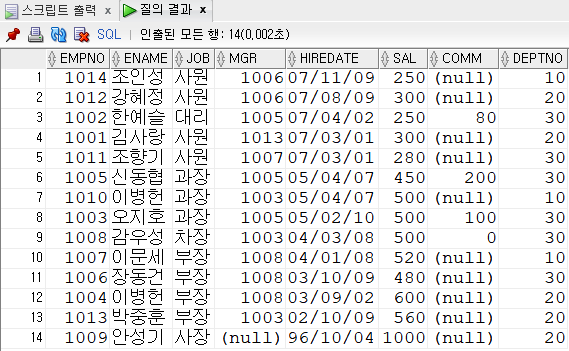 스크립트 출력 x 질의 결과 x
SQL | 인출된 모든 행: 14(0,002초)
EMPNO ENAME JOB MGR HIREDATE SAL COMM DEPTNO
1 1014 조인성 사원 1006 07/11/09 250 (null) 10
2 1012 강혜정 사원 1006 07/08/09 300 (null) 20
3 1002 한예슬 대리 1005 07/04/02 250 80 30
4 1001 김사랑 사원 1013 07/03/01 300 (null) 20
5 1011 조향기 사원 1007 07/03/01 280 (null) 30
6 1005 신동협 과장 1005 05/04/07 450 200 30
7 1010 이병헌 과장 1003 05/04/07 500 (null) 10
8 1003 오지호 과장 1005 05/02/10 500 100 30
9 1008 감우성 차장 1003 04/03/08 500 0 30
10 1007 이문세 부장 1008 04/01/08 520 (null) 10
11 1006 장동건 부장 1008 03/10/09 480 (null) 30
12 1004 이병헌 부장 1008 03/09/02 600 (null) 20
13 1013 박중훈 부장 1003 02/10/09 560 (null) 20
14 1009 안성기 사장 (null) 96/10/04 1000 (null) 20